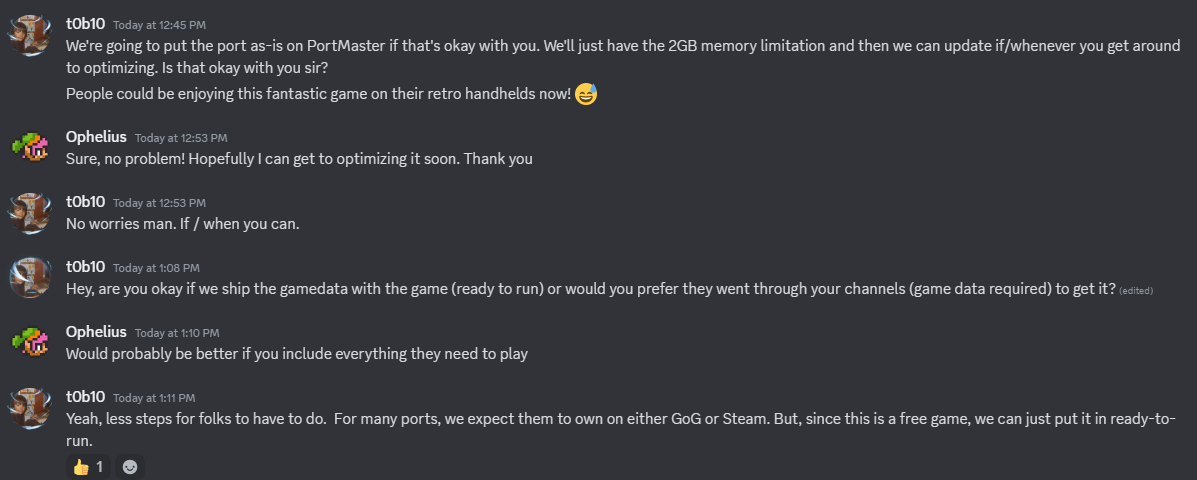 t0b10 Today at 12:45 PM
We're going to put the port as-is on PortMaster if that's okay with you. We'll just have the 2GB memory limitation and then we can update if/whenever you get around
to optimizing. Is that okay with you sir?
People could be enjoying this fantastic game on their retro handhelds now! 😅
Ophelius Today at 12:53 PM
Sure, no problem! Hopefully I can get to optimizing it soon. Thank you
t0b10 Today at 12:53 PM
No worries man. If / when you can.
t0b10 Today at 1:08 PM
Hey, are you okay if we ship the gamedata with the game (ready to run) or would you prefer they went through your channels (game data required) to get it? (edited)
Ophelius Today at 1:10 PM
Would probably be better if you include everything they need to play
t0b10 Today at 1:11 PM
Yeah, less steps for folks to have to do.  For many ports, we expect them to own on either GoG or Steam. But, since this is a free game, we can just put it in ready-to-
run.
👍 1